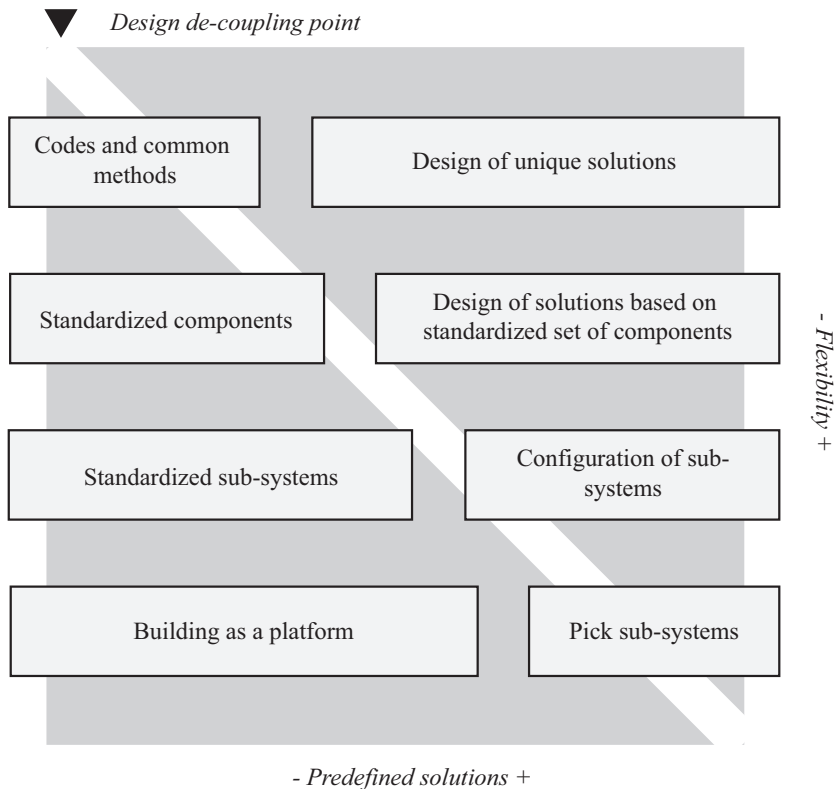 Design de-coupling point
Codes and common
methods
Design of unique solutions
Standardized components
Design of solutions based on
standardized set of components
Standardized sub-systems
Configuration of sub-
systems
Building as a platform
Pick sub-systems
- Flexibility +
- Predefined solutions +